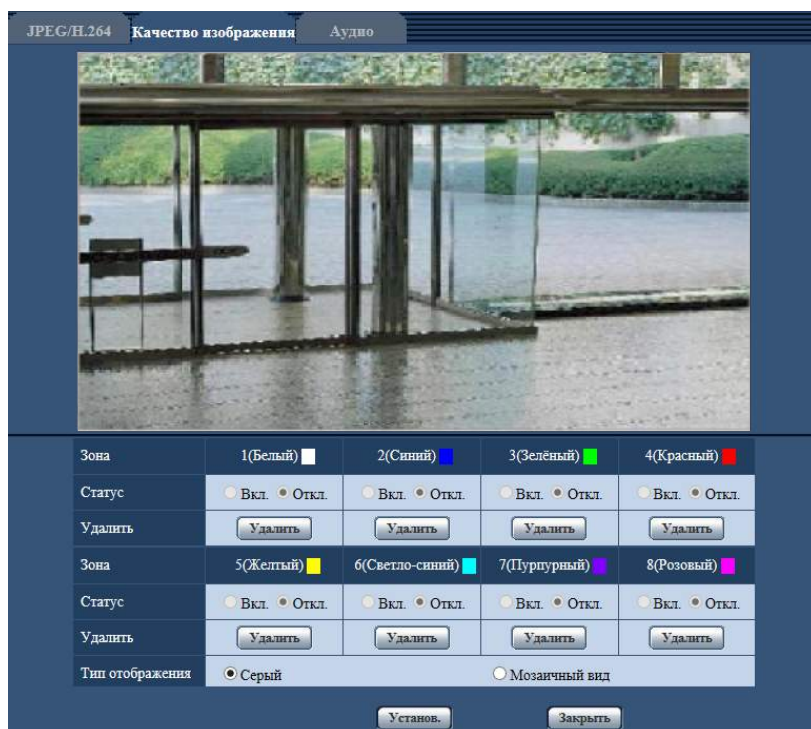 JPEG/H.264 Качество изображения Аудио
Зона 1(Белый) 2(Синий) 3(Зелёный) 4(Красный)
Статус Вкл. Откл. Вкл. Откл. Вкл. Откл. Вкл. Откл.
Удалить Удалить Удалить Удалить Удалить
Зона 5(Желтый) 6(Светло-синий) 7(Пурпурный) 8(Розовый)
Статус Вкл. Откл. Вкл. Откл. Вкл. Откл. Вкл. Откл.
Удалить Удалить Удалить Удалить Удалить
Тип отображения Серый Мозаичный вид
Установ. Закрыть